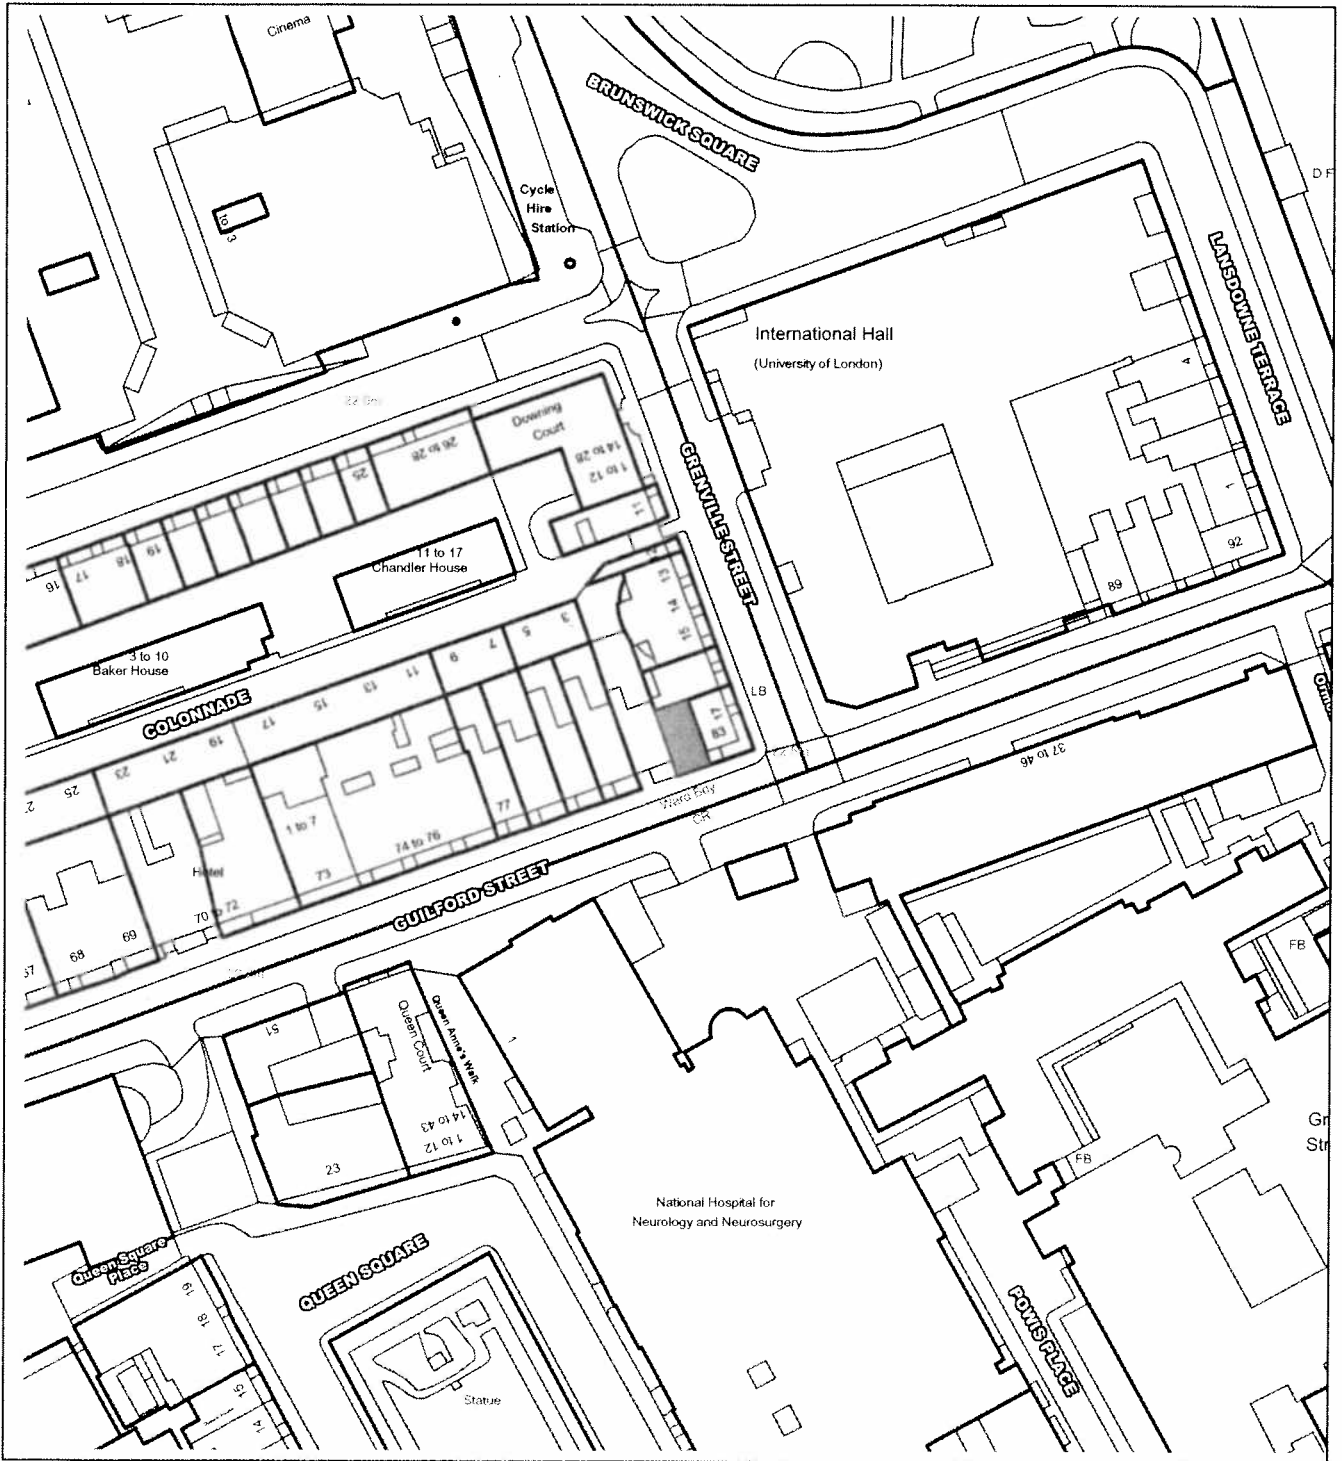 Cinema
BRUNSWICK SQUARE
Cycle
Hire
Station
LANSDOWNE TERRACE
International Hall
(University of London)
4
1
92
89
GRENVILLE STREET
Downing
Court
14 to 28
1 to 12
26 to 28
25
19
18
17
16
11
11 to 17
Chandler House
3 to 10
Baker House
COLONNADE
13
14
15
17
83
LB
3
5
7
9
11
13
15
17
19
21
23
25
77
74 to 76
73
1 to 7
Hotel
70 to 72
69
68
67
Ward Bdy
CR
37 to 46
GUILFORD STREET
51
Queen Court
Queen Anne's Walk
1
14 to 43
1 to 12
23
FB
FB
National Hospital for
Neurology and Neurosurgery
Queen Square
Place
QUEEN SQUARE
POWIS PLACE
19
18
17
15
14
Statue